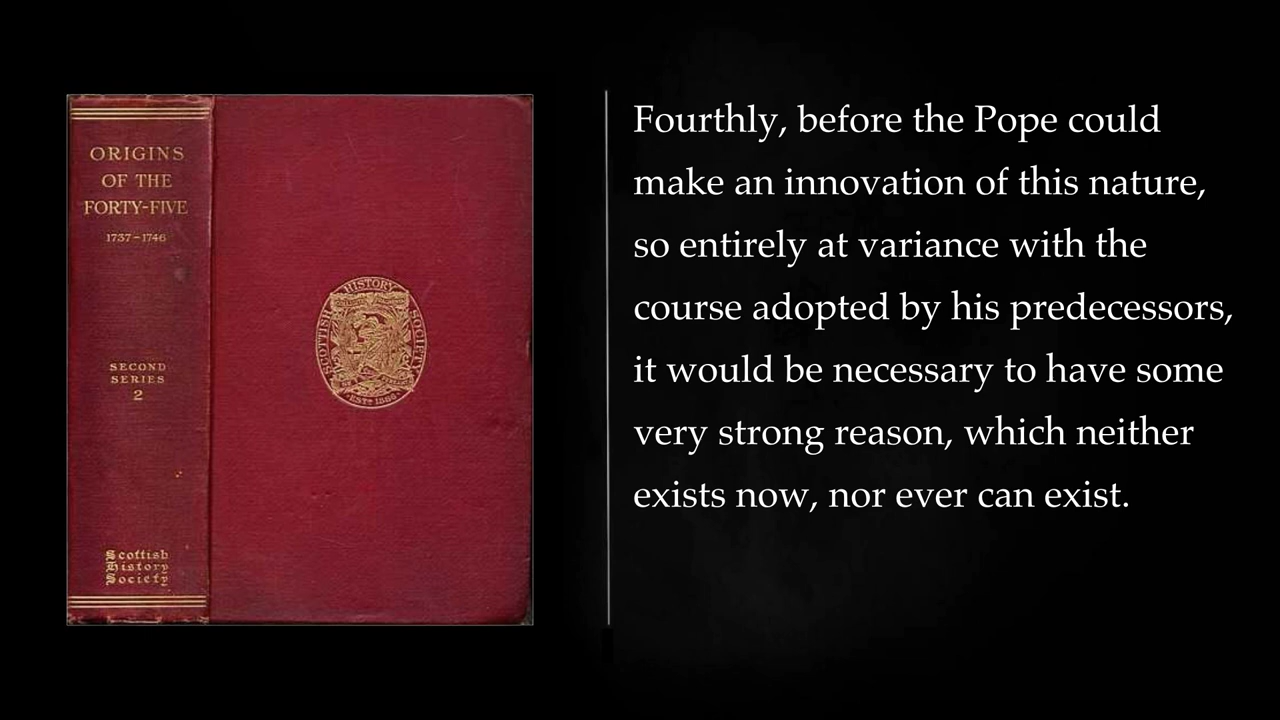 ORIGINS
OF THE
FORTY-FIVE
1737-1746
SECOND
SERIES
2
Scottish
History
Society
SCOTTISH HISTORY SOCIETY
ESTD 1886
Fourthly, before the Pope could
make an innovation of this nature,
so entirely at variance with the
course adopted by his predecessors,
it would be necessary to have some
very strong reason, which neither
exists now, nor ever can exist.